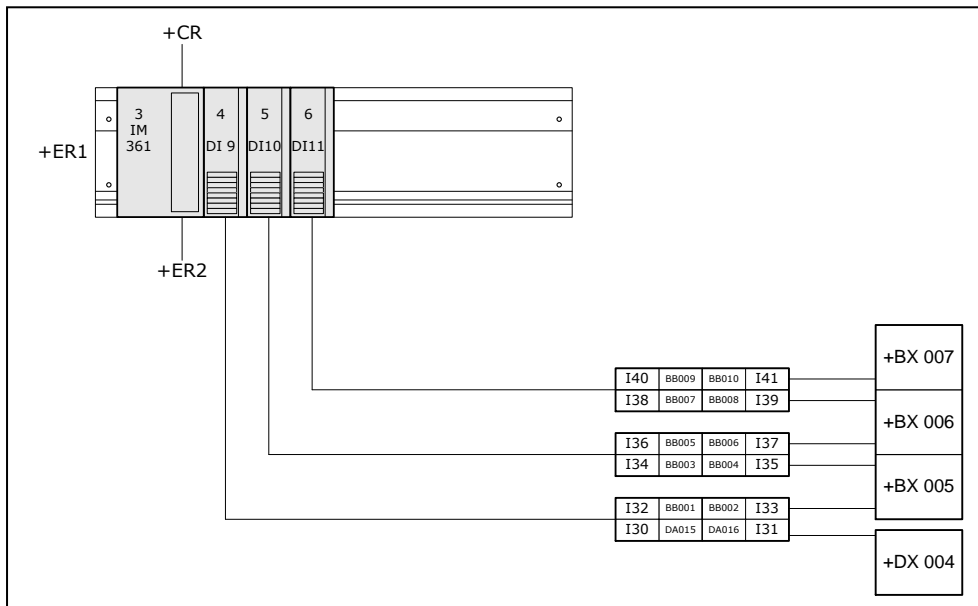 +CR
3 4 5 6
IM
+ER1 361 DI 9 DI10 DI11
+ER2
+BX 007
I40 BB009 BB010 I41
I38 BB007 BB008 I39
+BX 006
I36 BB005 BB006 I37
I34 BB003 BB004 I35
+BX 005
I32 BB001 BB002 I33
I30 DA015 DA016 I31
+DX 004